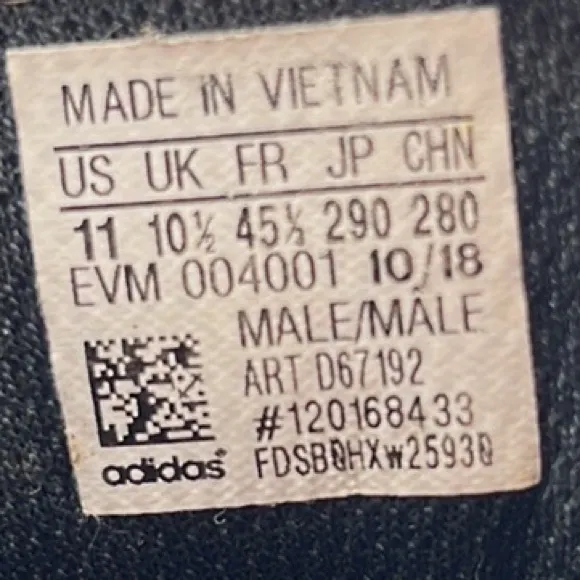 MADE IN VIETNAM
US UK FR JP CHN
11 10½ 45⅓ 290 280
EVM 004001 10/18
MALE/MÂLE
ART D67192
#120168433
FDSBQHXw2593Q
adidas®